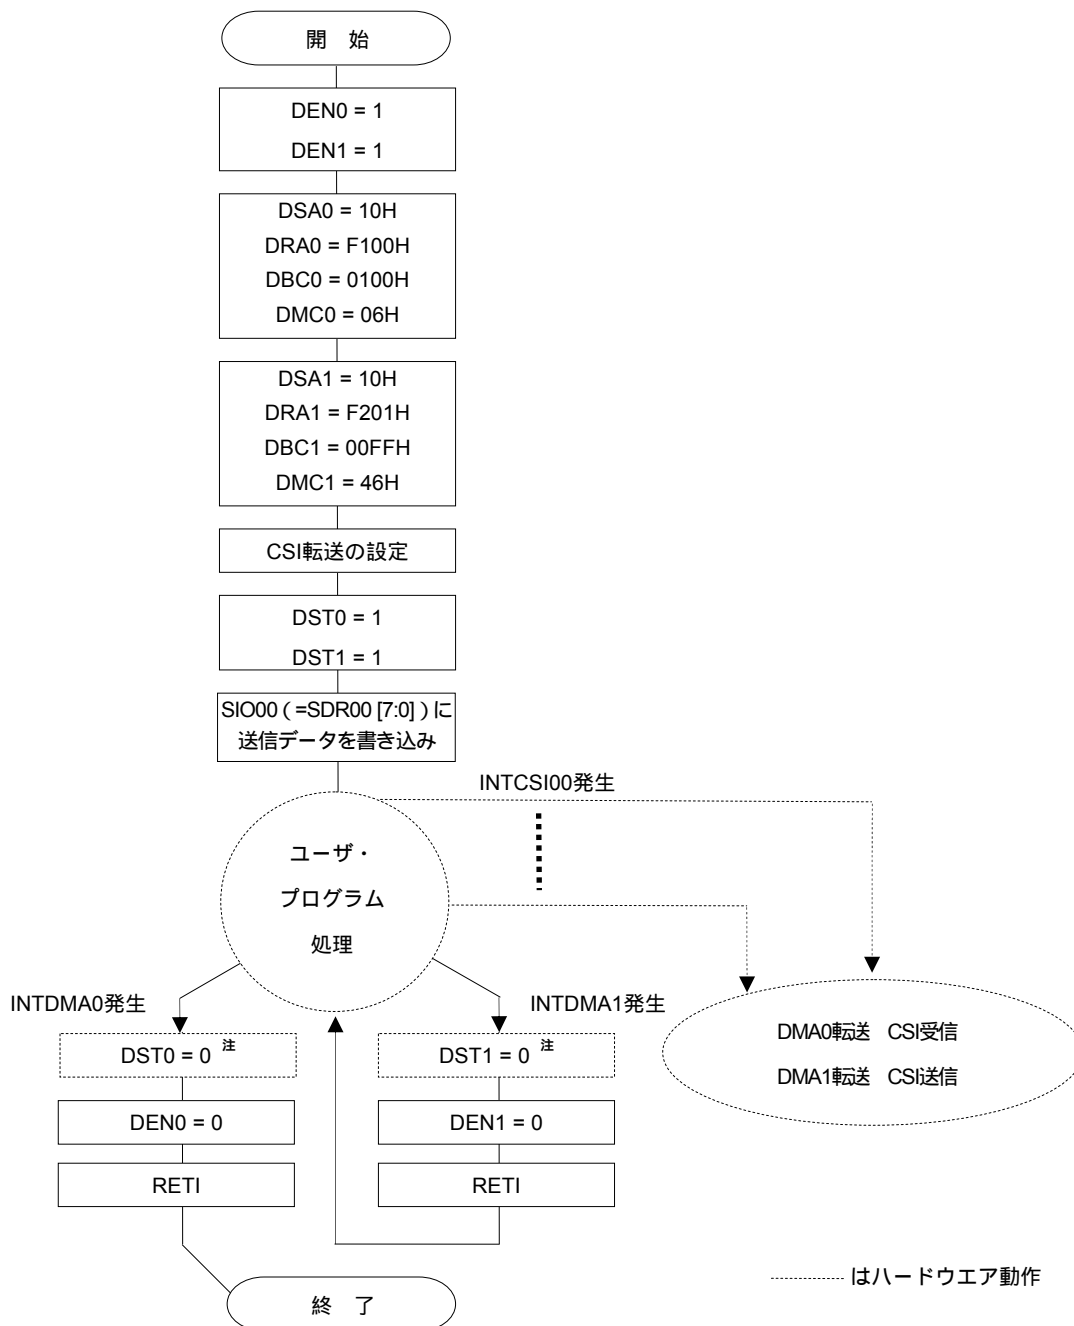 開 始
DEN0 = 1
DEN1 = 1
DSA0 = 10H
DRA0 = F100H
DBC0 = 0100H
DMC0 = 06H
DSA1 = 10H
DRA1 = F201H
DBC1 = 00FFH
DMC1 = 46H
CSI転送の設定
DST0 = 1
DST1 = 1
SIO00（=SDR00 [7:0]）に
送信データを書き込み
INTCSI00発生
ユーザ・
プログラム
処理
INTDMA0発生
INTDMA1発生
DST0 = 0 注
DST1 = 0 注
DMA0転送 CSI受信
DMA1転送 CSI送信
DEN0 = 0
DEN1 = 0
RETI
RETI
はハードウエア動作
終 了